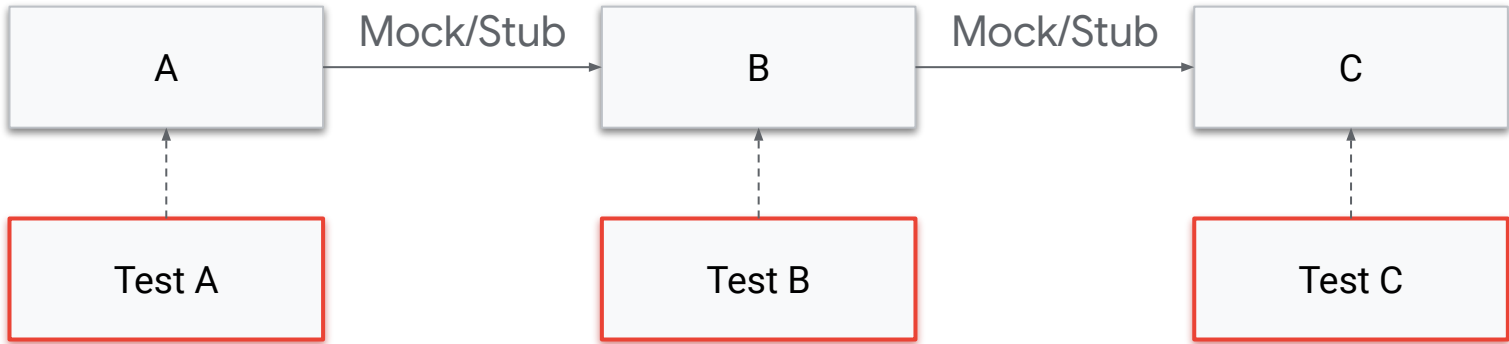 Mock/Stub
Mock/Stub
A
B
C
Test A
Test B
Test C